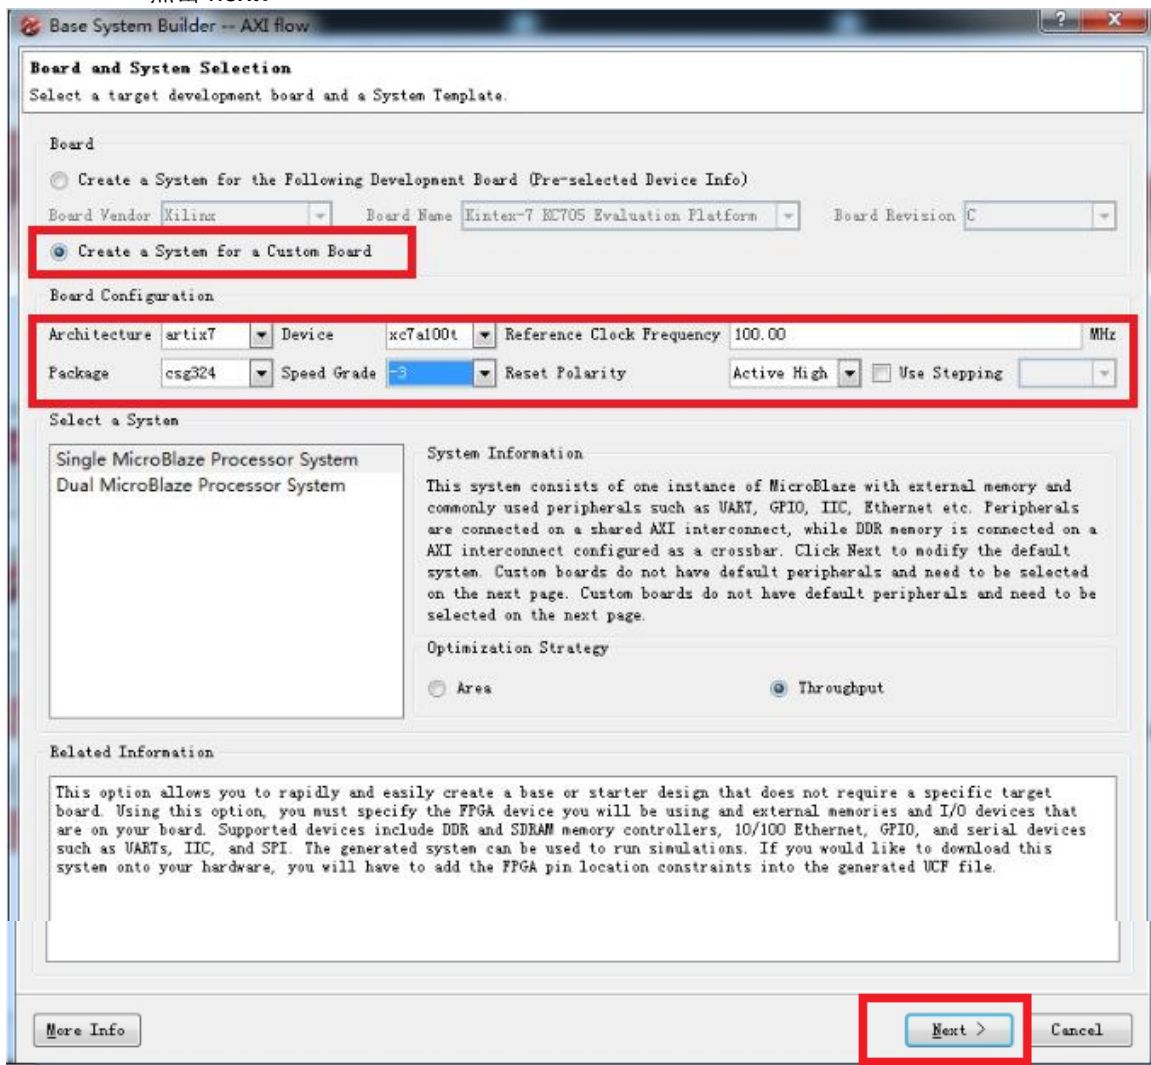 点击 next.
Base System Builder -- AXI flow
Board and System Selection
Select a target development board and a System Template.
Board
Create a System for the Following Development Board (Pre-selected Device Info)
Board Vendor Xilinx Board Name Kintex-7 KC705 Evaluation Platform Board Revision C
Create a System for a Custom Board
Board Configuration
Architecture artix7 Device xc7a100t Reference Clock Frequency 100.00 MHz
Package csg324 Speed Grade -3 Reset Polarity Active High Use Stepping
Select a System
Single MicroBlaze Processor System
Dual MicroBlaze Processor System
System Information
This system consists of one instance of MicroBlaze with external memory and
commonly used peripherals such as UART, GPIO, IIC, Ethernet etc. Peripherals
are connected on a shared AXI interconnect, while DDR memory is connected on a
AXI interconnect configured as a crossbar. Click Next to modify the default
system. Custom boards do not have default peripherals and need to be selected
on the next page. Custom boards do not have default peripherals and need to be
selected on the next page.
Optimization Strategy
Area Throughput
Related Information
This option allows you to rapidly and easily create a base or starter design that does not require a specific target
board. Using this option, you must specify the FPGA device you will be using and external memories and I/O devices that
are on your board. Supported devices include DDR and SDRAM memory controllers, 10/100 Ethernet, GPIO, and serial devices
such as UARTs, IIC, and SPI. The generated system can be used to run simulations. If you would like to download this
system onto your hardware, you will have to add the FPGA pin location constraints into the generated UCF file.
More Info Next > Cancel